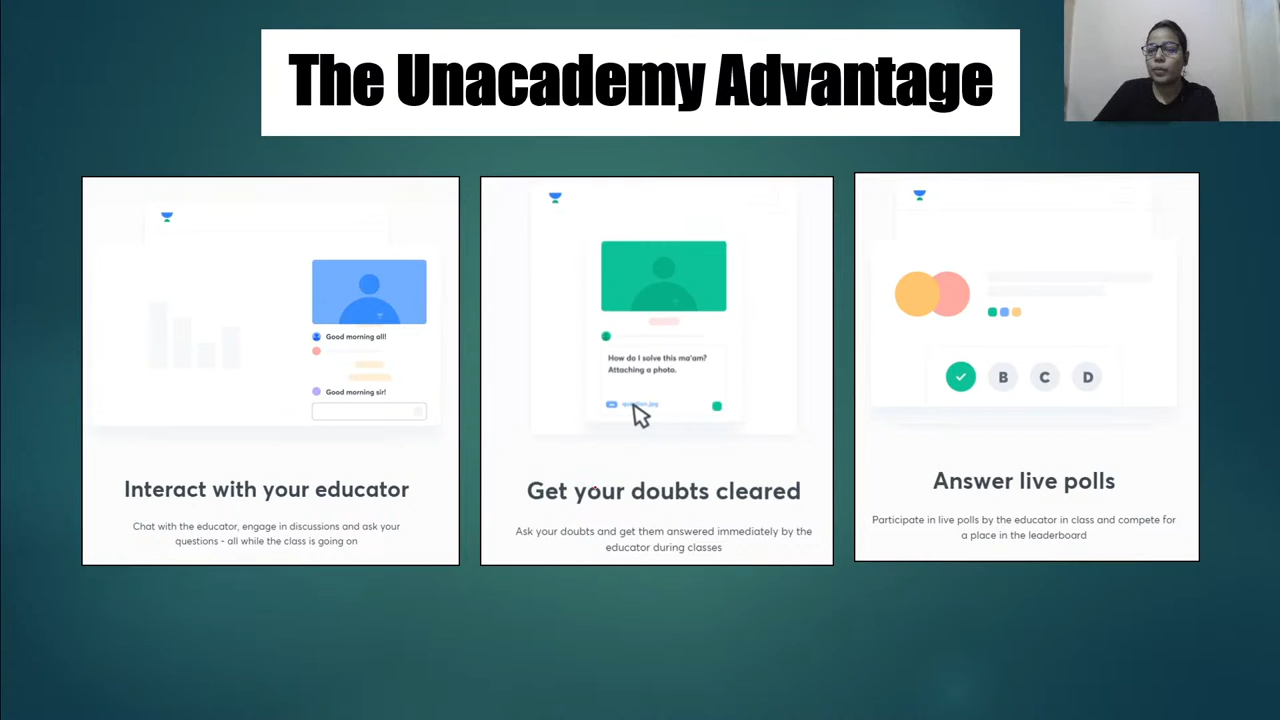 The Unacademy Advantage
Good morning all!
Good morning sir!
Interact with your educator
Chat with the educator, engage in discussions and ask your
questions - all while the class is going on
How do I solve this ma'am?
Attaching a photo.
question.jpg
Get your doubts cleared
Ask your doubts and get them answered immediately by the
educator during classes
B C D
Answer live polls
Participate in live polls by the educator in class and compete for
a place in the leaderboard